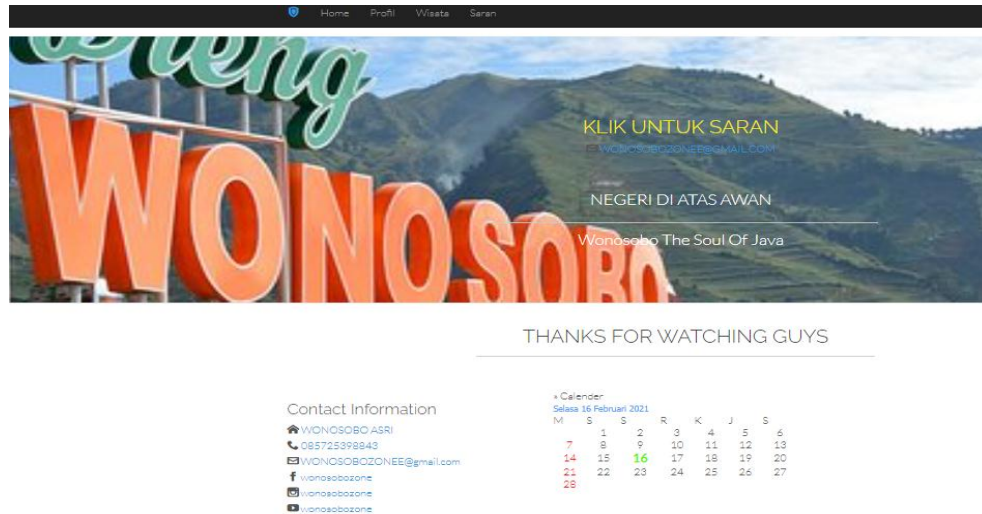 Home Profil Wisata Saran
Dieng
WONOSOBO
KLIK UNTUK SARAN
WONOSOBOZONEE@GMAIL.COM
NEGERI DI ATAS AWAN
Wonosobo The Soul Of Java
THANKS FOR WATCHING GUYS
Contact Information
WONOSOBO ASRI
085725398843
WONOSOBOZONEE@gmail.com
wonosobozone
wonosobozone
wonosobozone
» Calender
Selasa 16 Februari 2021
M S S R K J S
1 2 3 4 5 6
7 8 9 10 11 12 13
14 15 16 17 18 19 20
21 22 23 24 25 26 27
28